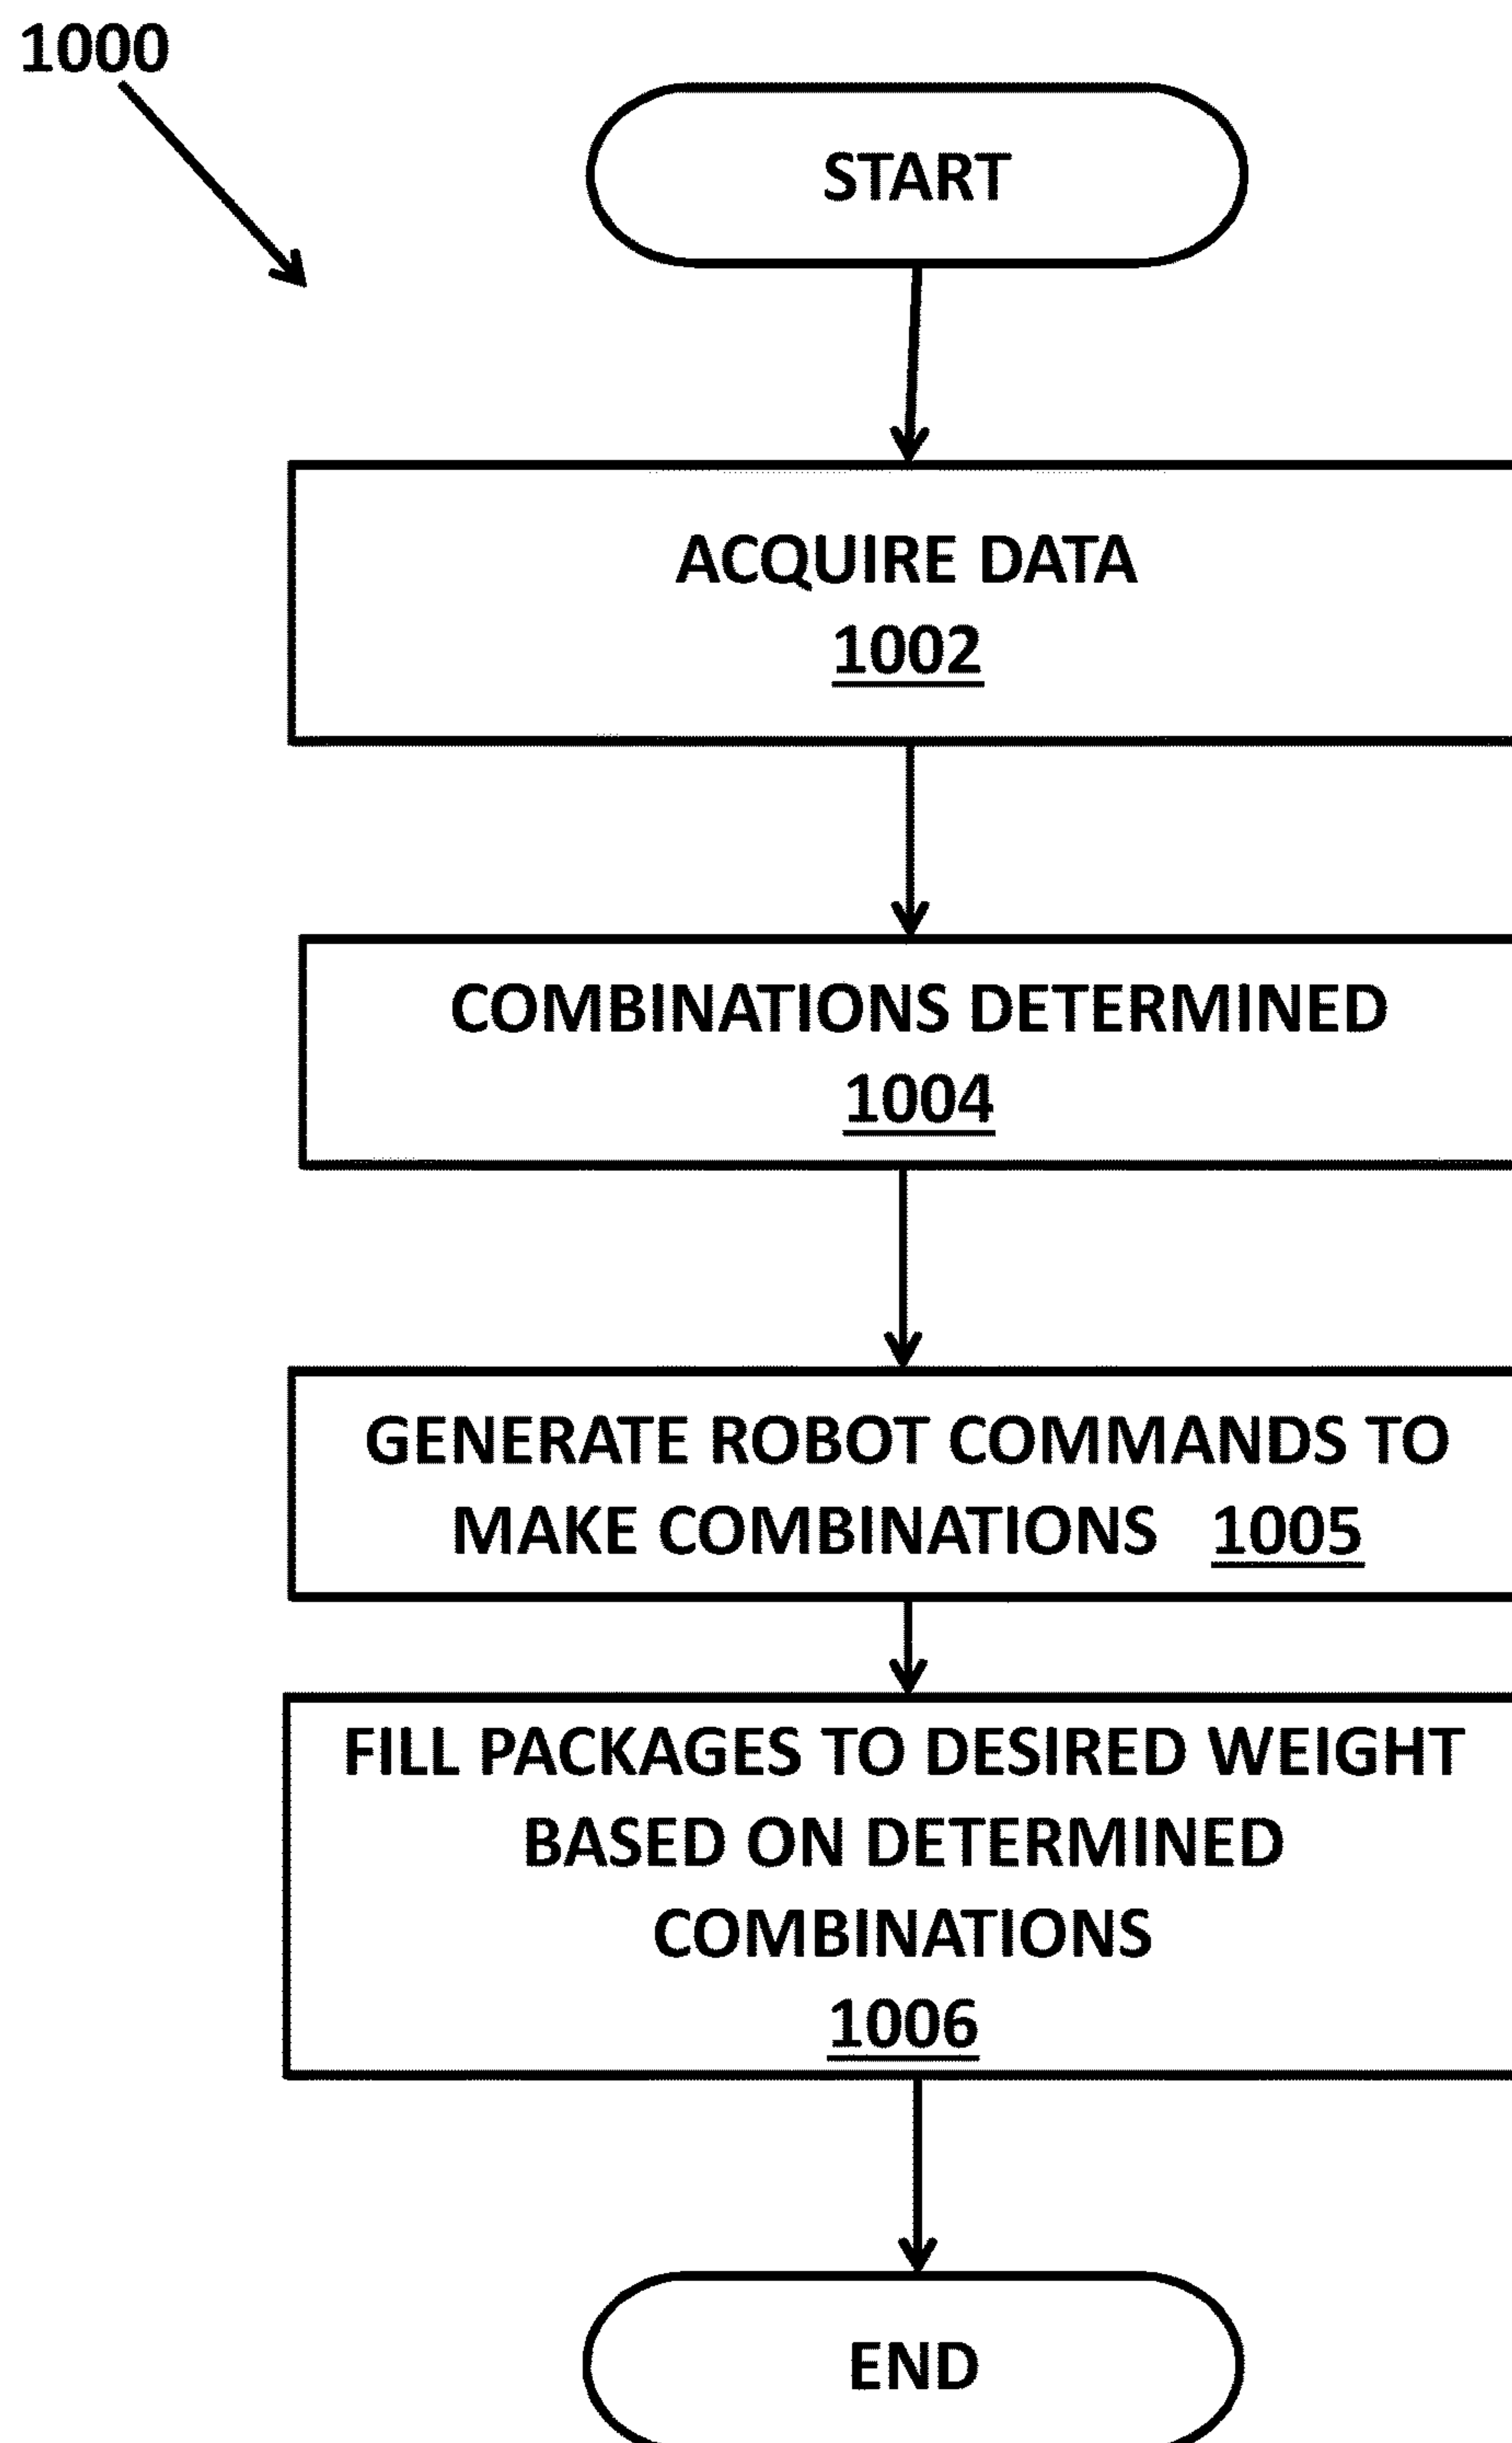 1000
START
ACQUIRE DATA
1002
COMBINATIONS DETERMINED
1004
GENERATE ROBOT COMMANDS TO
MAKE COMBINATIONS 1005
FILL PACKAGES TO DESIRED WEIGHT
BASED ON DETERMINED
COMBINATIONS
1006
END